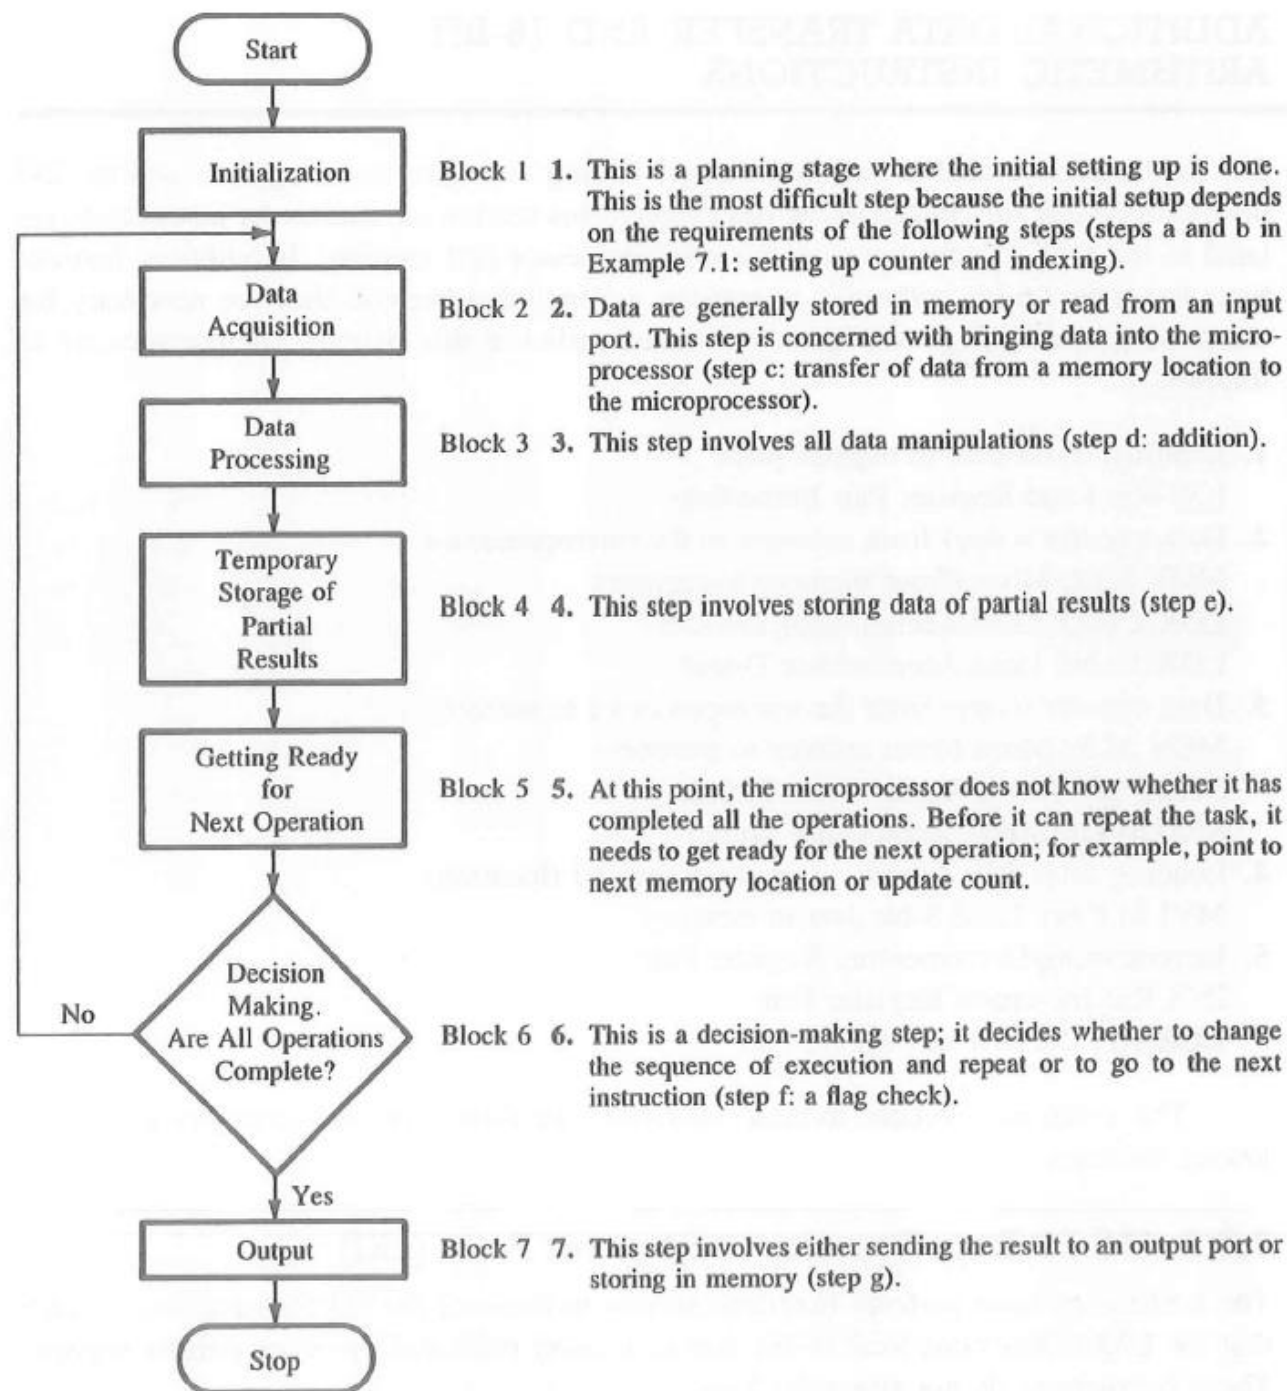 Start
Initialization
Block 1 1. This is a planning stage where the initial setting up is done.
This is the most difficult step because the initial setup depends
on the requirements of the following steps (steps a and b in
Example 7.1: setting up counter and indexing).
Data
Acquisition
Block 2 2. Data are generally stored in memory or read from an input
port. This step is concerned with bringing data into the micro-
processor (step c: transfer of data from a memory location to
the microprocessor).
Data
Processing
Block 3 3. This step involves all data manipulations (step d: addition).
Temporary
Storage of
Partial
Results
Block 4 4. This step involves storing data of partial results (step e).
Getting Ready
for
Next Operation
Block 5 5. At this point, the microprocessor does not know whether it has
completed all the operations. Before it can repeat the task, it
needs to get ready for the next operation; for example, point to
next memory location or update count.
Decision
Making.
Are All Operations
Complete?
No
Block 6 6. This is a decision-making step; it decides whether to change
the sequence of execution and repeat or to go to the next
instruction (step f: a flag check).
Yes
Output
Block 7 7. This step involves either sending the result to an output port or
storing in memory (step g).
Stop